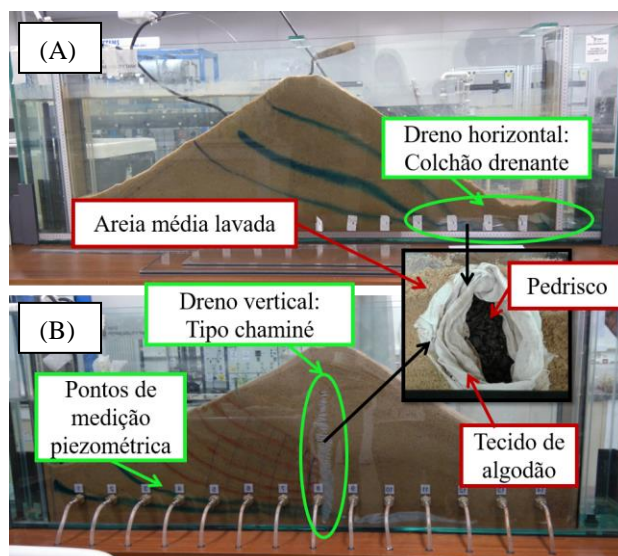 (A)
Dreno horizontal:
Colchão drenante
Areia média lavada
Pedrisco
Dreno vertical:
Tipo chaminé
(B)
Pontos de
medição
piezométrica
Tecido de
algodão